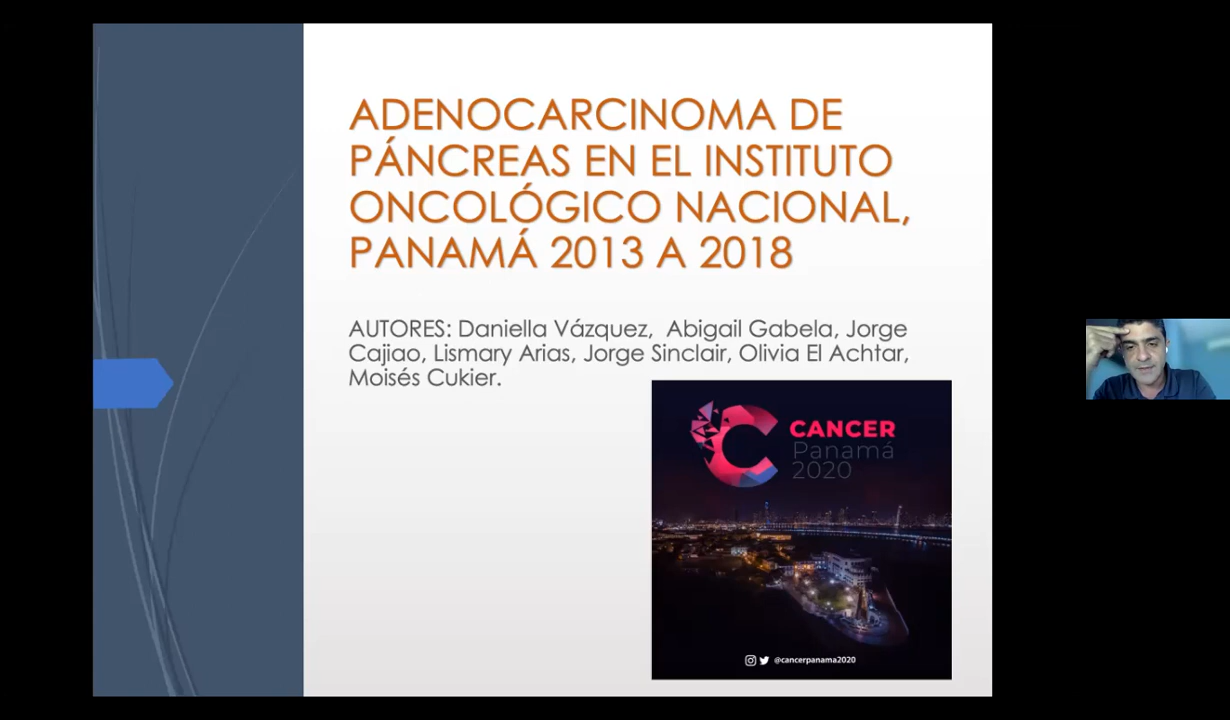 ADENOCARCINOMA DE
PÁNCREAS EN EL INSTITUTO
ONCOLÓGICO NACIONAL,
PANAMÁ 2013 A 2018
AUTORES: Daniella Vázquez, Abigail Gabela, Jorge
Cajiao, Lismary Arias, Jorge Sinclair, Olivia El Achtar,
Moisés Cukier.
CANCER
Panamá
2020
@cancerpanama2020